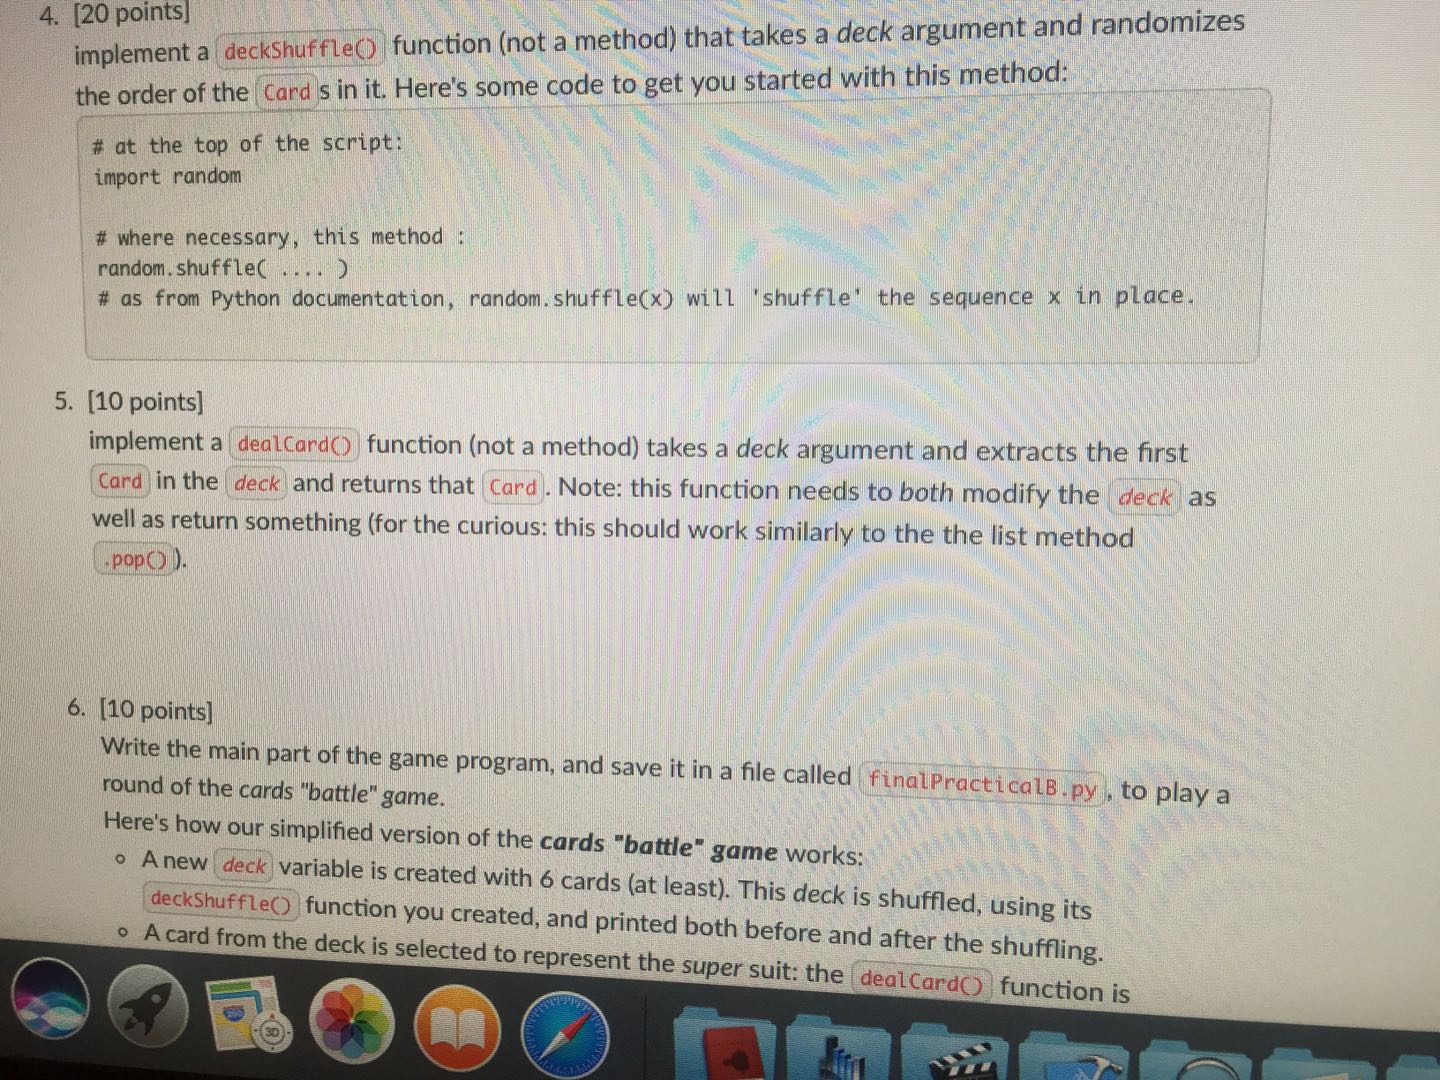 4. [20 points]
implement a deckShuffle() function (not a method) that takes a deck argument and randomizes
the order of the Card s in it. Here's some code to get you started with this method:
# at the top of the script:
import random
# where necessary, this method :
random.shuffle( .... )
# as from Python documentation, random.shuffle(x) will 'shuffle' the sequence x in place.
5. [10 points]
implement a dealCard() function (not a method) takes a deck argument and extracts the first
Card in the deck and returns that Card . Note: this function needs to both modify the deck as
well as return something (for the curious: this should work similarly to the the list method
.pop() ).
6. [10 points]
Write the main part of the game program, and save it in a file called finalPracticalB.py , to play a
round of the cards "battle" game.
Here's how our simplified version of the cards "battle" game works:
A new deck variable is created with 6 cards (at least). This deck is shuffled, using its
deckShuffle() function you created, and printed both before and after the shuffling.
A card from the deck is selected to represent the super suit: the dealCard() function is
3D